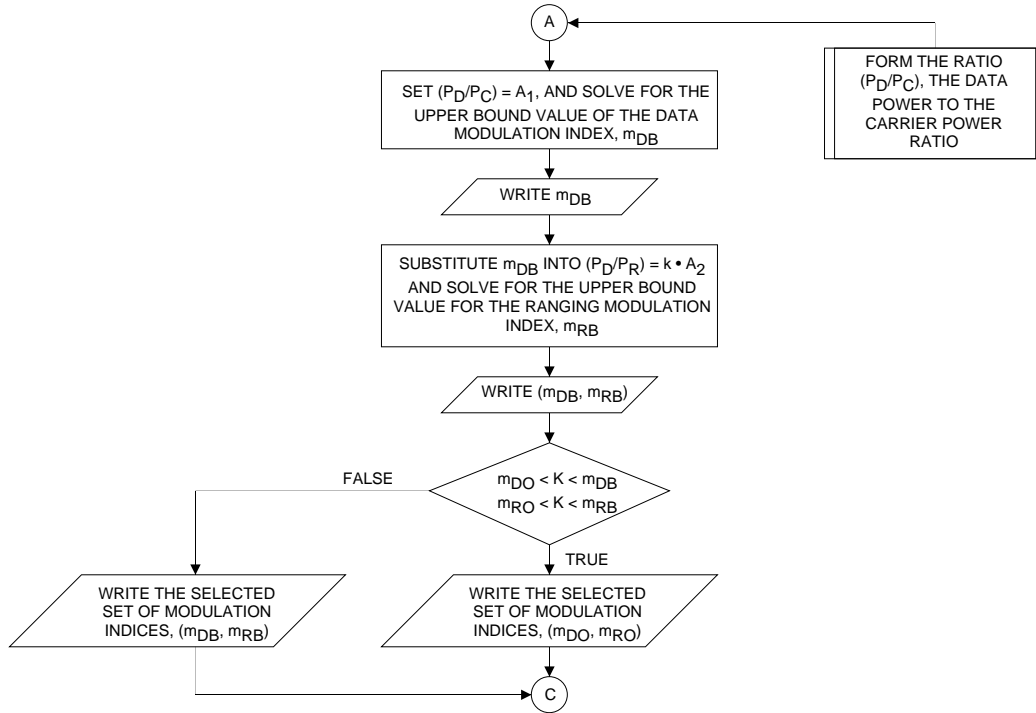 A
FORM THE RATIO
(PD/PC), THE DATA
POWER TO THE
CARRIER POWER
RATIO
SET (PD/PC) = A1, AND SOLVE FOR THE
UPPER BOUND VALUE OF THE DATA
MODULATION INDEX, mDB
WRITE mDB
SUBSTITUTE mDB INTO (PD/PR) = k • A2
AND SOLVE FOR THE UPPER BOUND
VALUE FOR THE RANGING MODULATION
INDEX, mRB
WRITE (mDB, mRB)
mDO < K < mDB
mRO < K < mRB
FALSE
TRUE
WRITE THE SELECTED
SET OF MODULATION
INDICES, (mDB, mRB)
WRITE THE SELECTED
SET OF MODULATION
INDICES, (mDO, mRO)
C